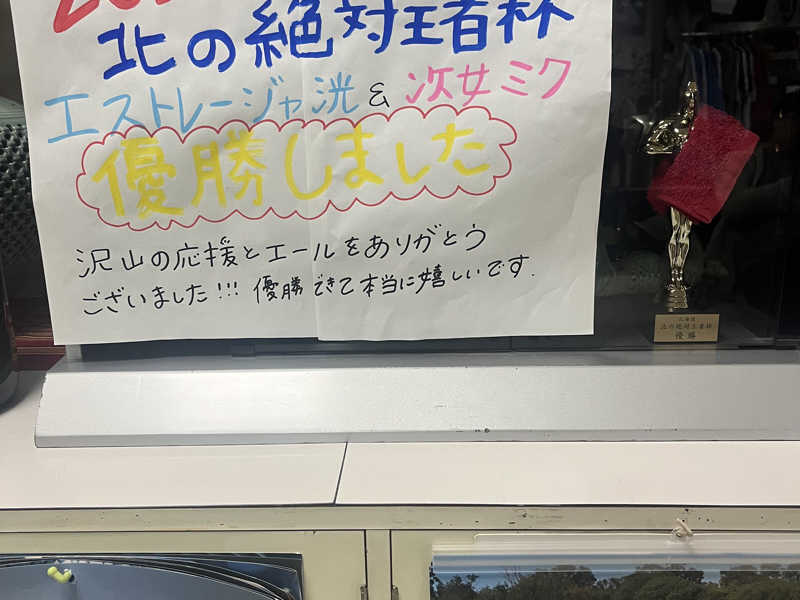 北の絶対王者杯
エストレージャ洸 & 次女ミク
優勝しました
沢山の応援とエールをありがとう
ございました!!! 優勝できて本当に嬉しいです.
北の絶対王者杯
優勝